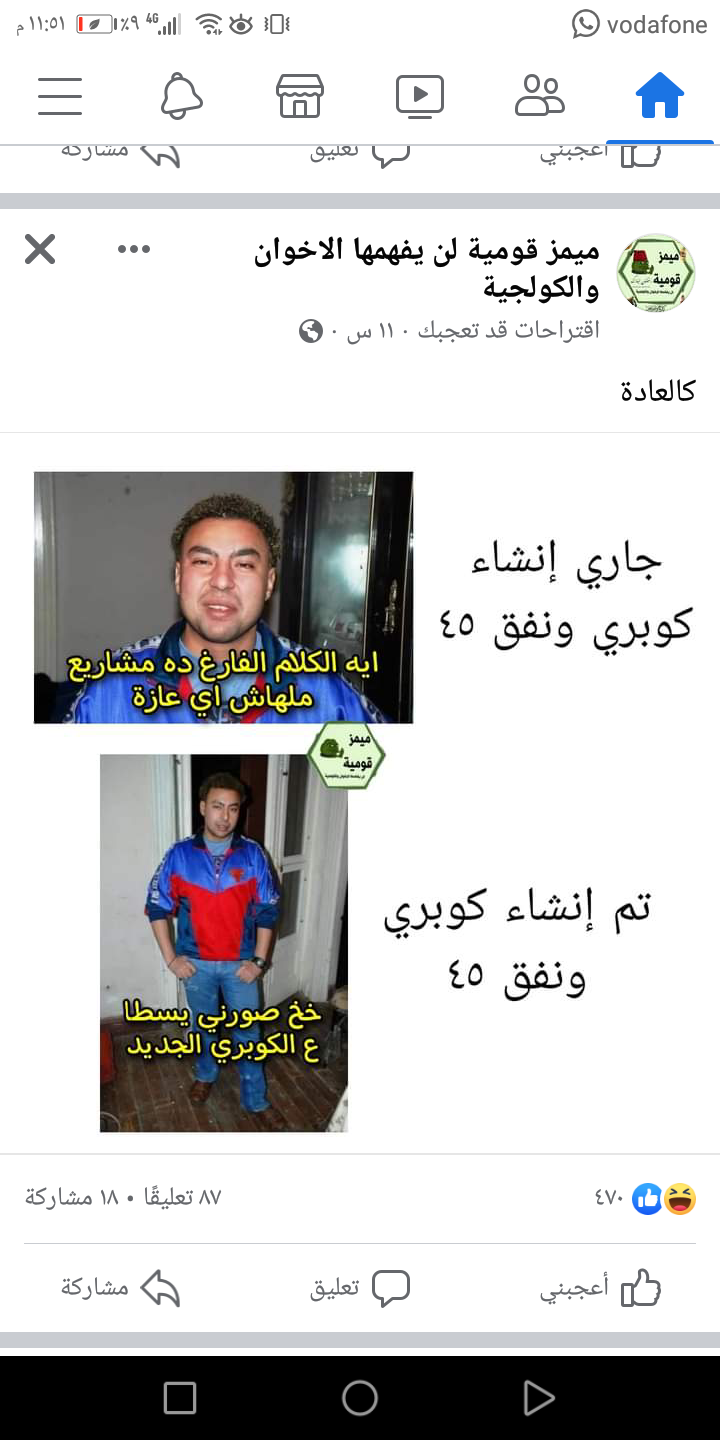 م ١١:٥١ ٪٩ 4G vodafone
مشاركة تعليق أعجبني
ميمز قومية لن يفهمها الاخوان
والكولجية
اقتراحات قد تعجبك · ١١ س ·
كالعادة
جاري إنشاء
كوبري ونفق ٤٥
ايه الكلام الفارغ ده مشاريع
ملهاش اي عازة
ميمز
قومية
تم إنشاء كوبري
ونفق ٤٥
خخ صورني يسطا
ع الكوبري الجديد
٤٧٠
٨٧ تعليقًا • ١٨ مشاركة
أعجبني تعليق مشاركة